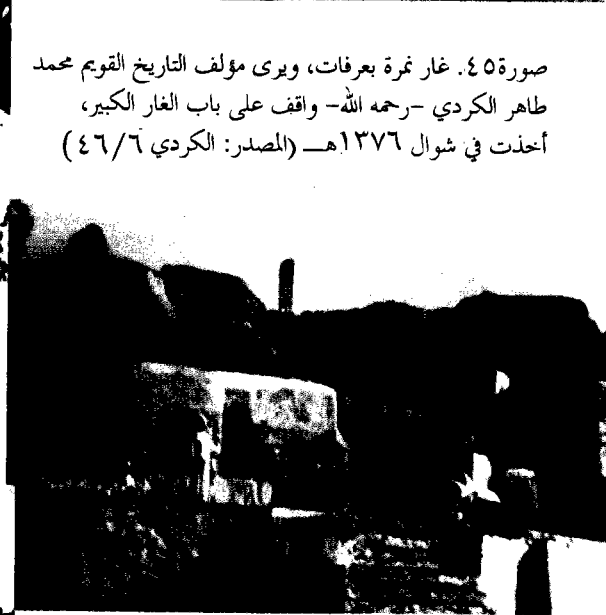 صورة٤٥. غار نمرة بعرفات، ويرى مؤلف التاريخ القويم محمد
طاهر الكردي -رحمه الله- واقف على باب الغار الكبير،
أخذت في شوال ١٣٧٦هـــ (المصدر: الكردي ٤٦/٦)